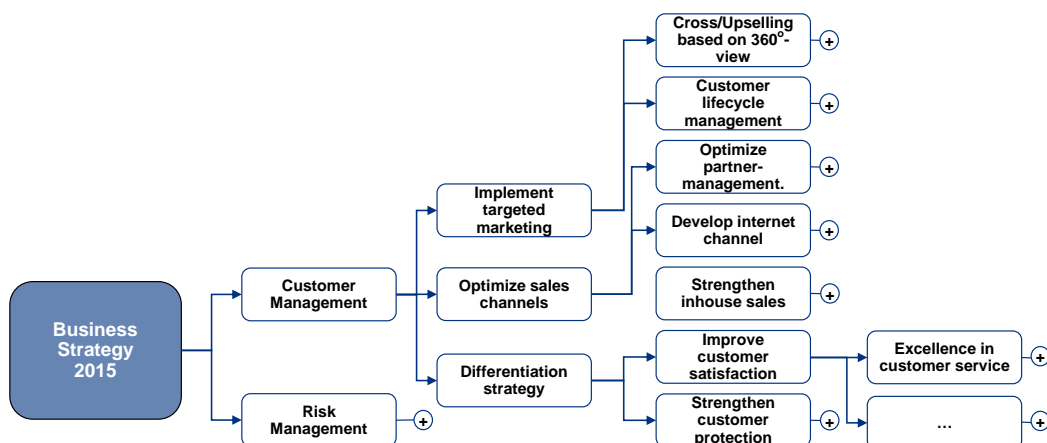 Cross/Upselling
based on 360°-
view
+
Customer
lifecycle
management
+
Optimize
partner-
management.
+
Implement
targeted
marketing
Develop internet
channel
+
Customer
Management
Optimize sales
channels
Strengthen
inhouse sales
+
Business
Strategy
2015
Differentiation
strategy
Improve
customer
satisfaction
Excellence in
customer service
+
Risk
Management
+
Strengthen
customer
protection
+
...
+